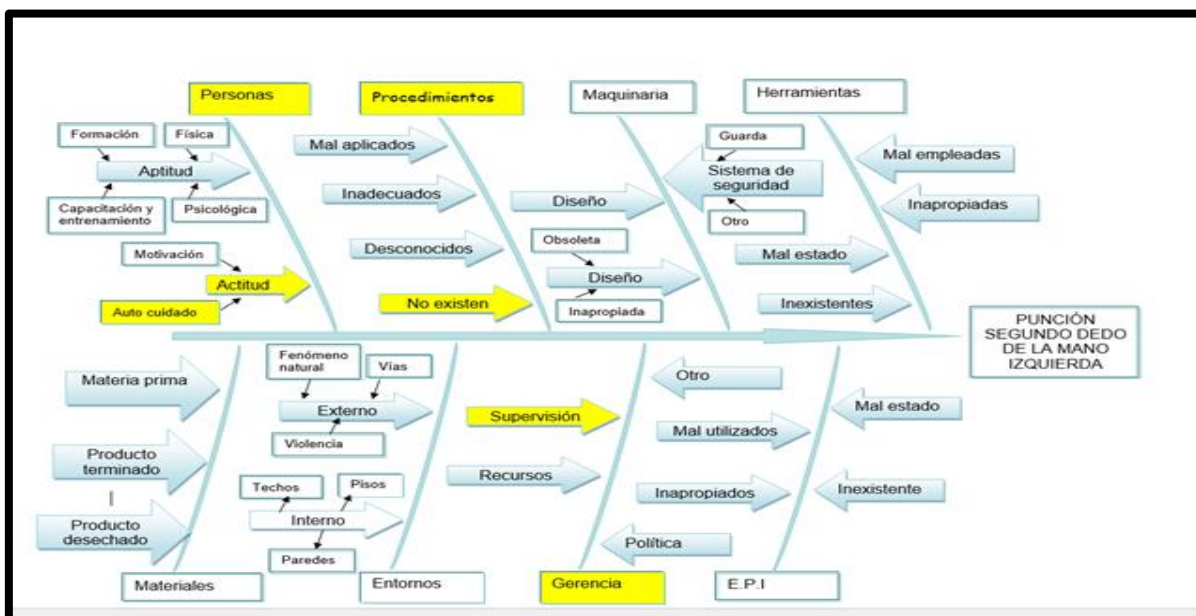 Personas
Procedimientos
Maquinaria
Herramientas
Formación
Física
Aptitud
Capacitación y
entrenamiento
Psicológica
Motivación
Actitud
Auto cuidado
Mal aplicados
Inadecuados
Desconocidos
No existen
Diseño
Obsoleta
Diseño
Inapropiada
Guarda
Sistema de
seguridad
Otro
Mal estado
Inexistentes
Mal empleadas
Inapropiadas
PUNCIÓN
SEGUNDO DEDO
DE LA MANO
IZQUIERDA
Materia prima
Producto
terminado
Producto
desechado
Fenómeno
natural
Vías
Externo
Violencia
Techos
Pisos
Interno
Paredes
Supervisión
Recursos
Otro
Política
Mal utilizados
Inapropiados
Mal estado
Inexistente
Materiales
Entornos
Gerencia
E.P.I